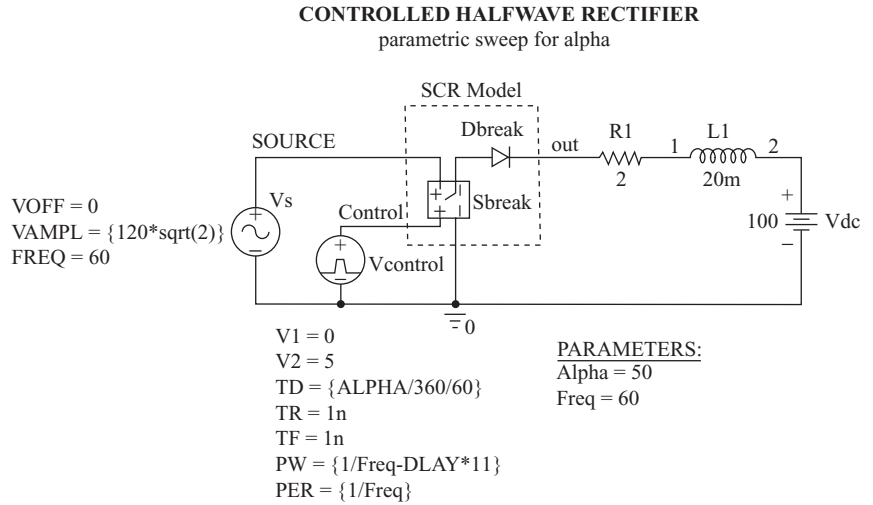 CONTROLLED HALFWAVE RECTIFIER
parametric sweep for alpha
SCR Model
Dbreak
SOURCE
out
R1
1
L1
2
2
20m
Vs
+
−
VOFF = 0
VAMPL = {120*sqrt(2)}
FREQ = 60
Control
+
+
Sbreak
+
−
Vcontrol
+
100
−
Vdc
0
V1 = 0
V2 = 5
TD = {ALPHA/360/60}
TR = 1n
TF = 1n
PW = {1/Freq-DLAY*11}
PER = {1/Freq}
PARAMETERS:
Alpha = 50
Freq = 60